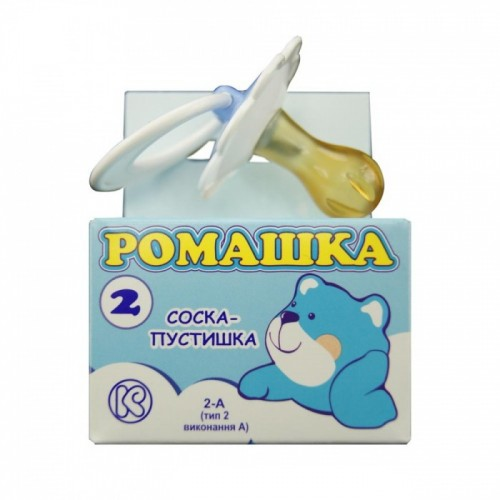 РОМАШКА
2
СОСКА-
ПУСТИШКА
2-А
(тип 2
виконання А)